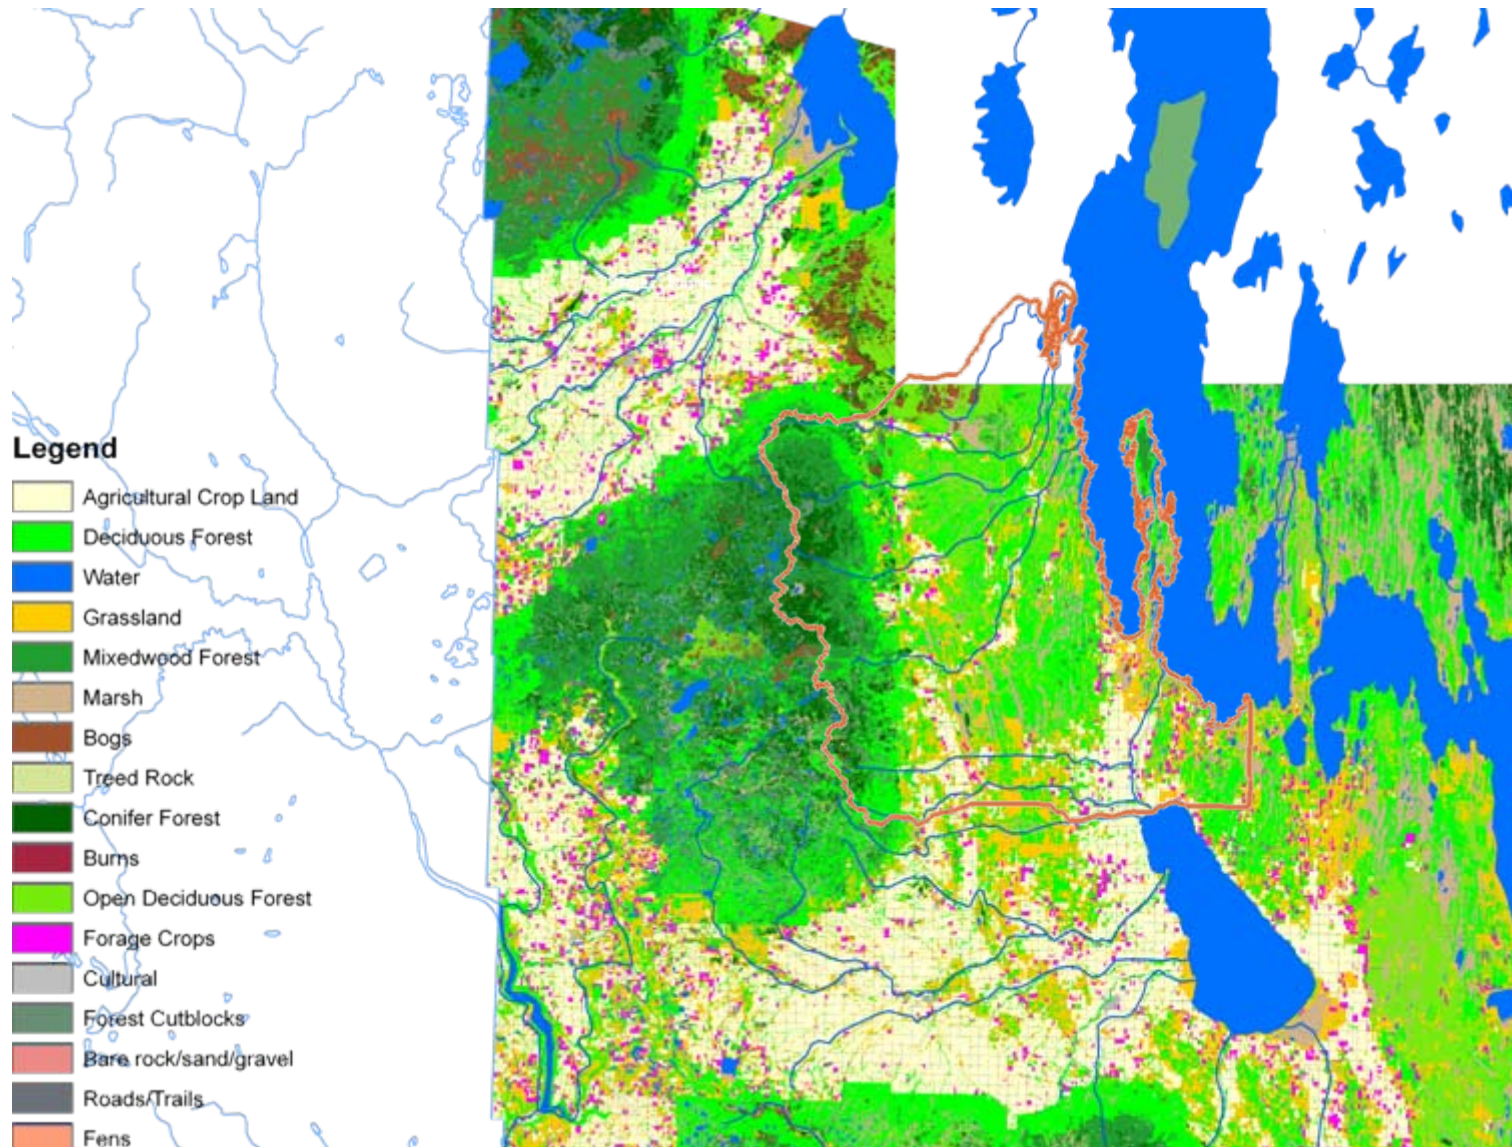 Legend
Agricultural Crop Land
Deciduous Forest
Water
Grassland
Mixedwood Forest
Marsh
Bogs
Treed Rock
Conifer Forest
Burns
Open Deciduous Forest
Forage Crops
Cultural
Forest Cutblocks
Bare rock/sand/gravel
Roads/Trails
Fens